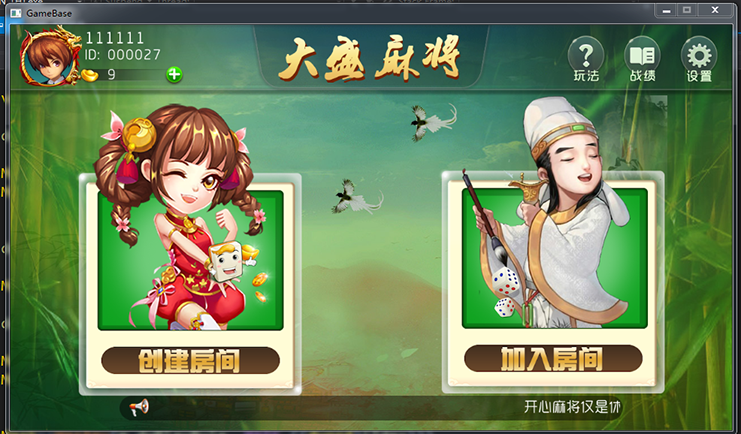 GameBase
111111
ID: 000027
9
大盛麻将
玩法
战绩
设置
创建房间
加入房间
开心麻将仅是休